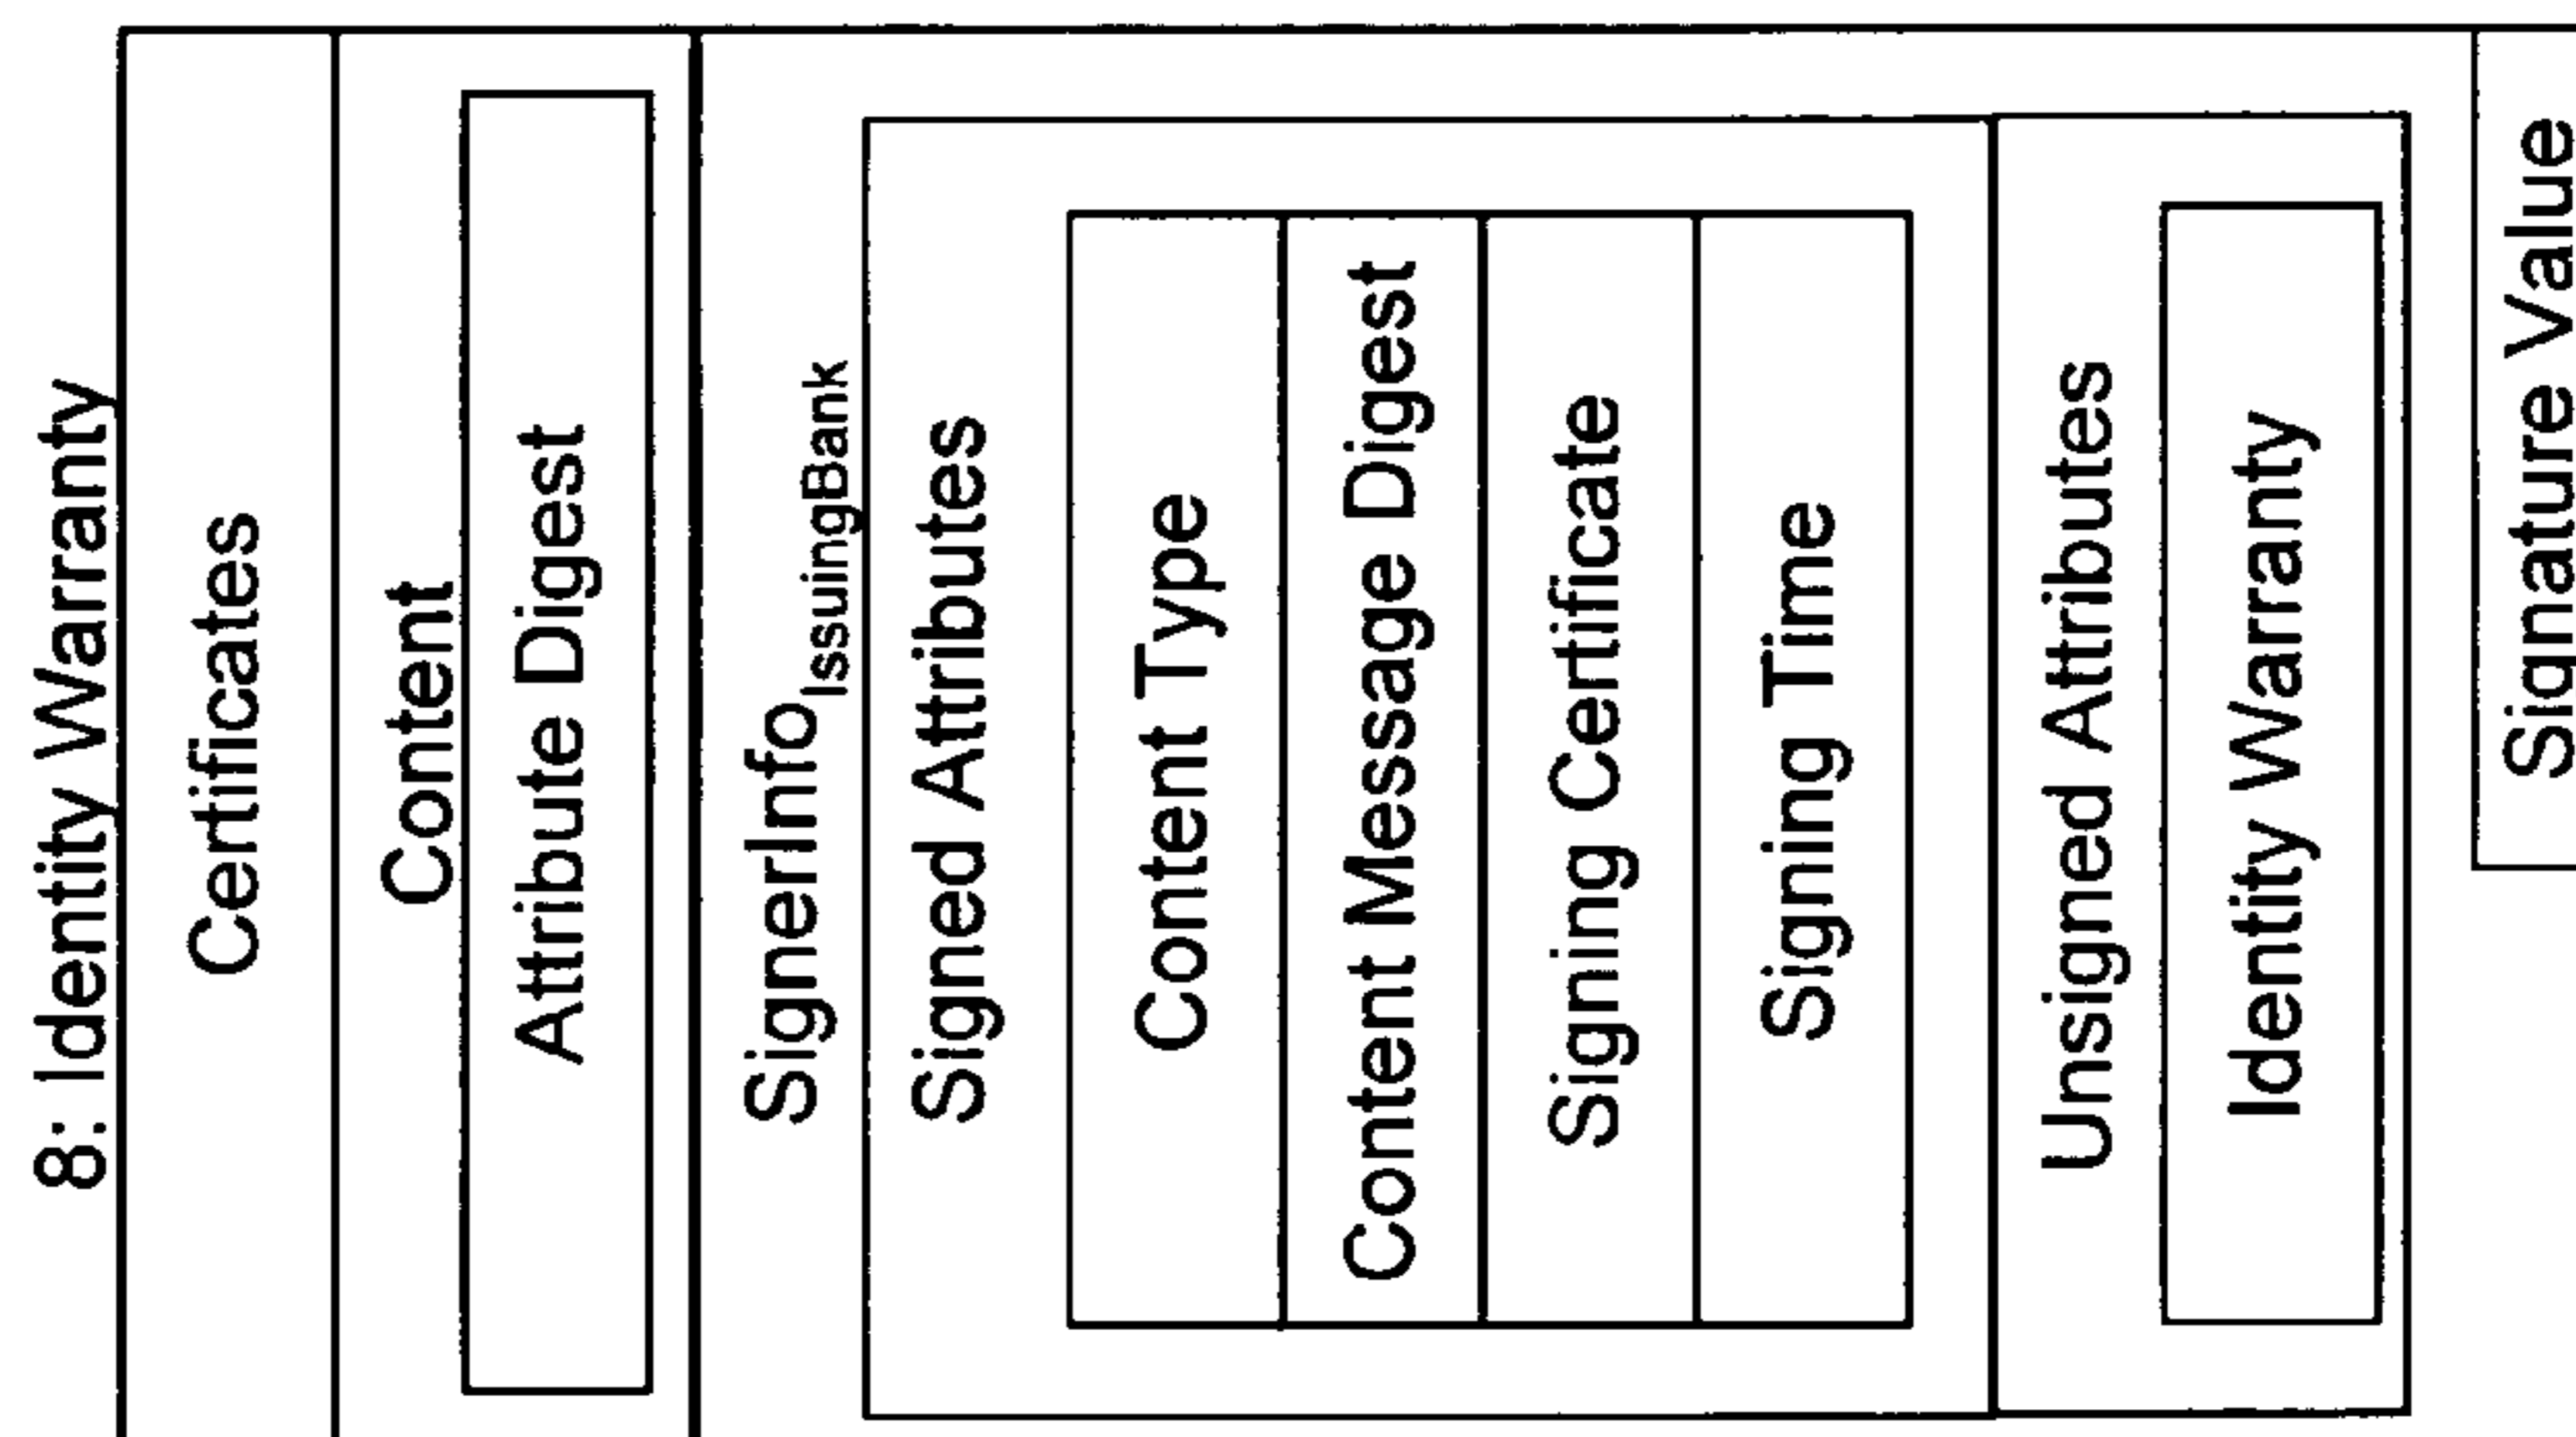 8: Identity Warranty
Certificates
Content
Attribute Digest
SignerInfoIssuingBank
Signed Attributes
Content Type
Content Message Digest
Signing Certificate
Signing Time
Unsigned Attributes
Identity Warranty
Signature Value